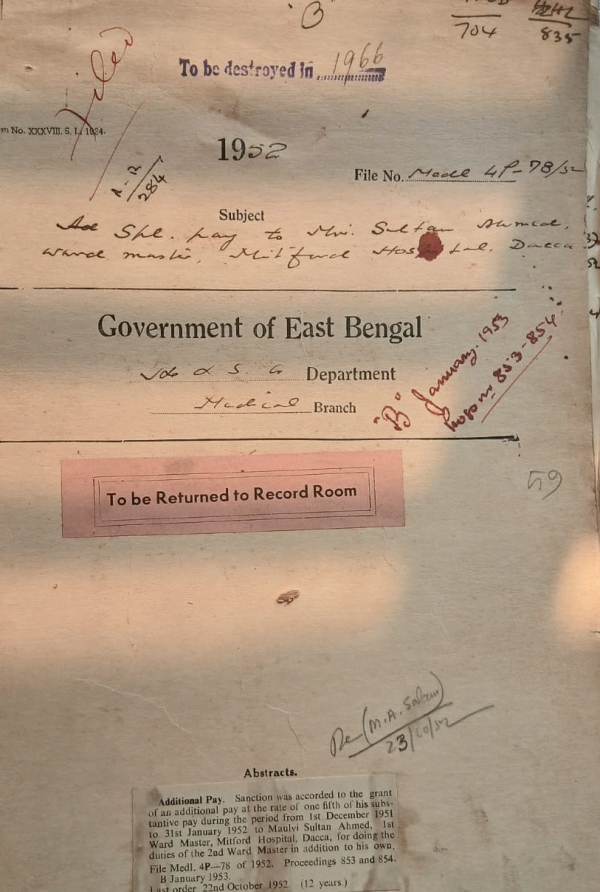 "B"
704
835
To be destroyed in 1966
Filed
m No. XXXVIII. S. I., 1924.
284
1952
File No. Medl 4P-78/52
Subject
Ad Spl. pay to Mvi. Sultan Ahmed,
ward master, Mitford Hospital, Dacca
Government of East Bengal
Department
Medical Branch
"B" January. 1953
progs nos 853-854
To be Returned to Record Room
59
(M.A. Salam)
23/10/52
Abstracts.
Additional Pay. Sanction was accorded to the grant
of an additional pay at the rate of one fifth of his subs-
tantive pay during the period from 1st December 1951
to 31st January 1952 to Maulvi Sultan Ahmed, 1st
Ward Master, Mitford Hospital, Dacca, for doing the
duties of the 2nd Ward Master in addition to his own.
File Medl. 4P—78 of 1952. Proceedings 853 and 854.
B January 1953.
Last order 22nd October 1952. (12 years.)